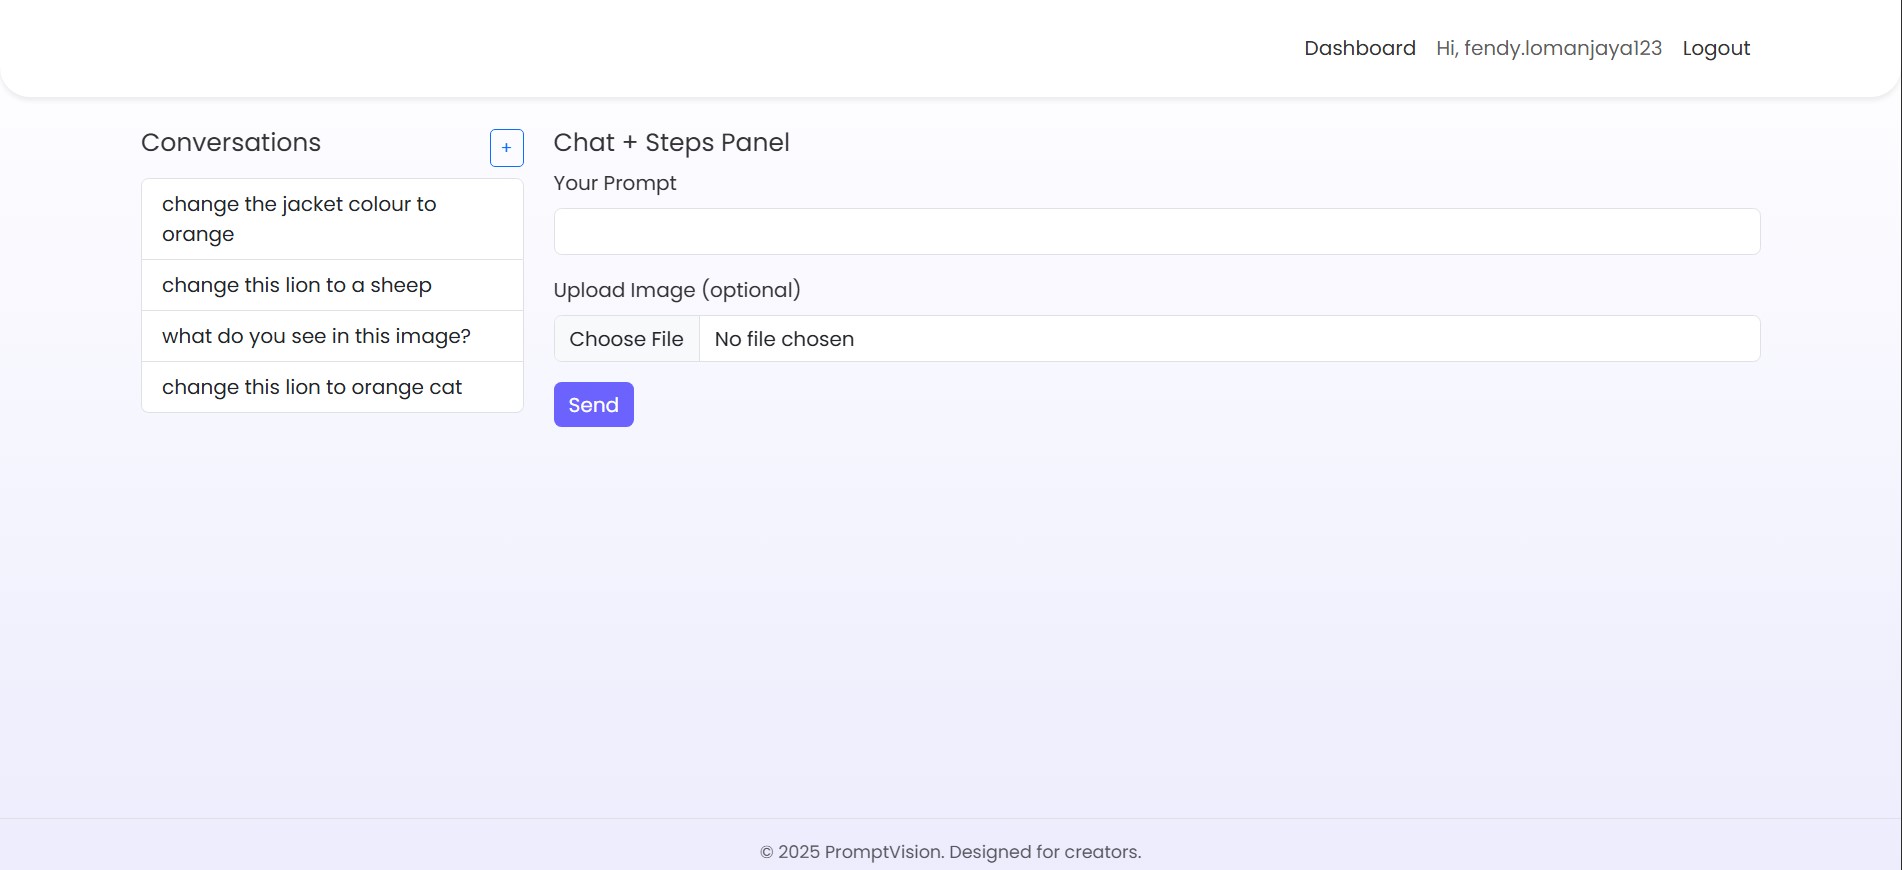 Dashboard
Hi, fendy.lomanjaya123
Logout
Conversations
+
change the jacket colour to
orange
change this lion to a sheep
what do you see in this image?
change this lion to orange cat
Chat + Steps Panel
Your Prompt
Upload Image (optional)
Choose File
No file chosen
Send
© 2025 PromptVision. Designed for creators.